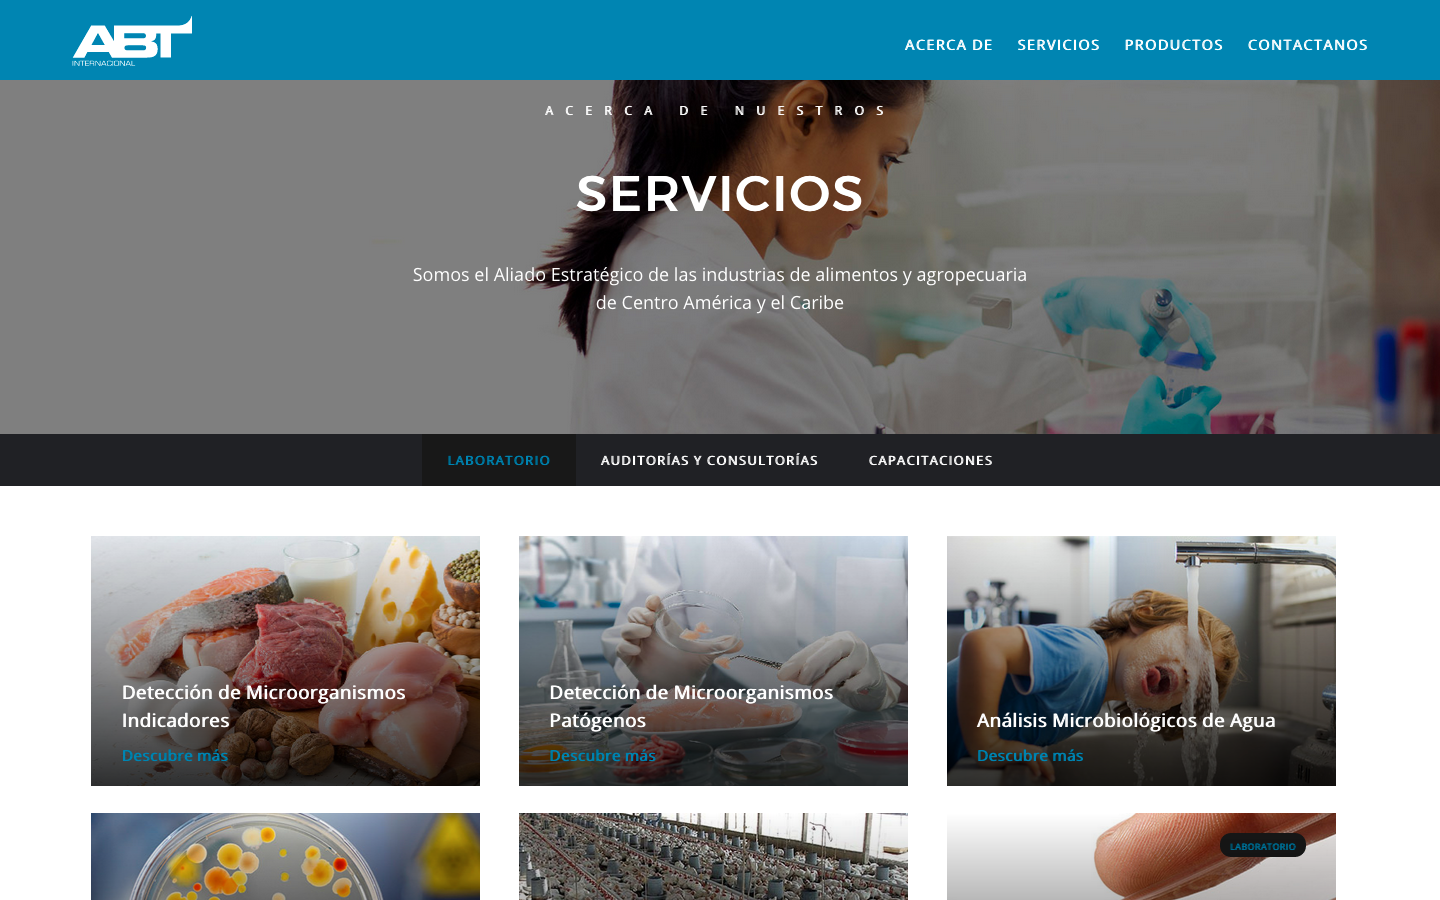 ABT
INTERNACIONAL
ACERCA DE
SERVICIOS
PRODUCTOS
CONTACTANOS
ACERCA DE NUESTROS
SERVICIOS
Somos el Aliado Estratégico de las industrias de alimentos y agropecuaria
de Centro América y el Caribe
LABORATORIO
AUDITORÍAS Y CONSULTORÍAS
CAPACITACIONES
Detección de Microorganismos
Indicadores
Descubre más
Detección de Microorganismos
Patógenos
Descubre más
Análisis Microbiológicos de Agua
Descubre más
LABORATORIO